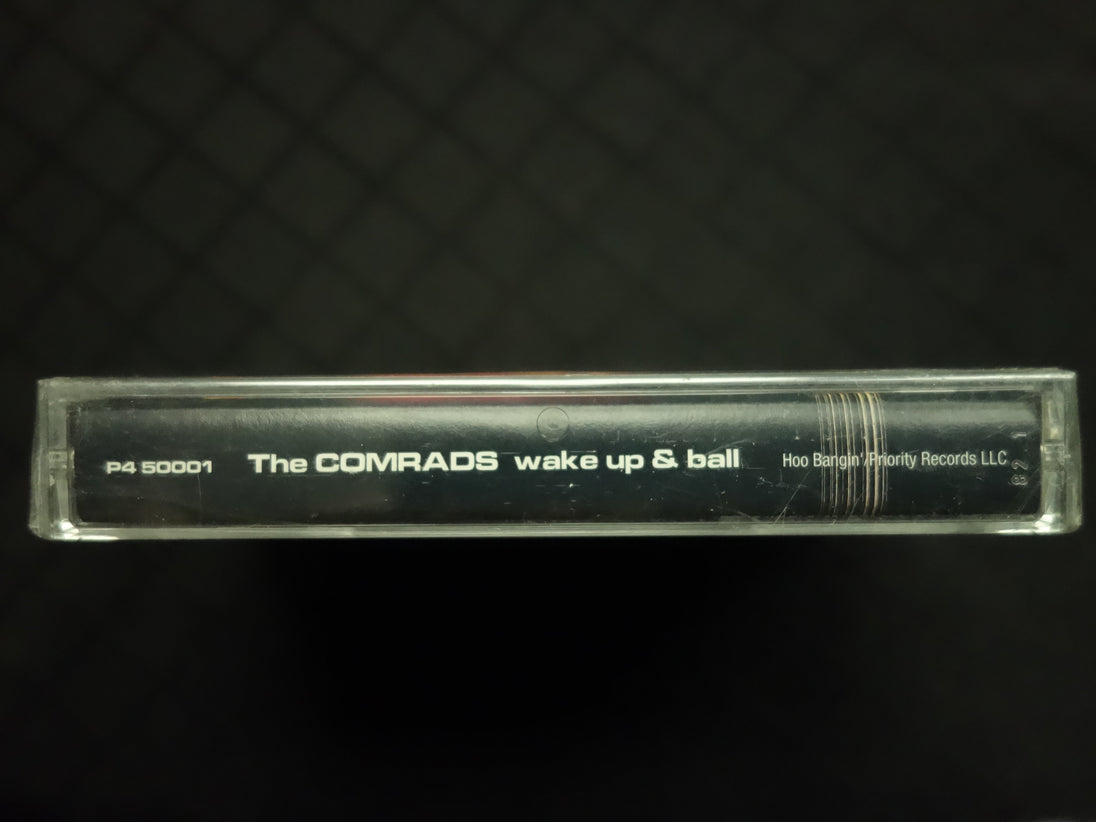 P4 50001 The COMRADS wake up & ball Hoo Bangin'/Priority Records LLC